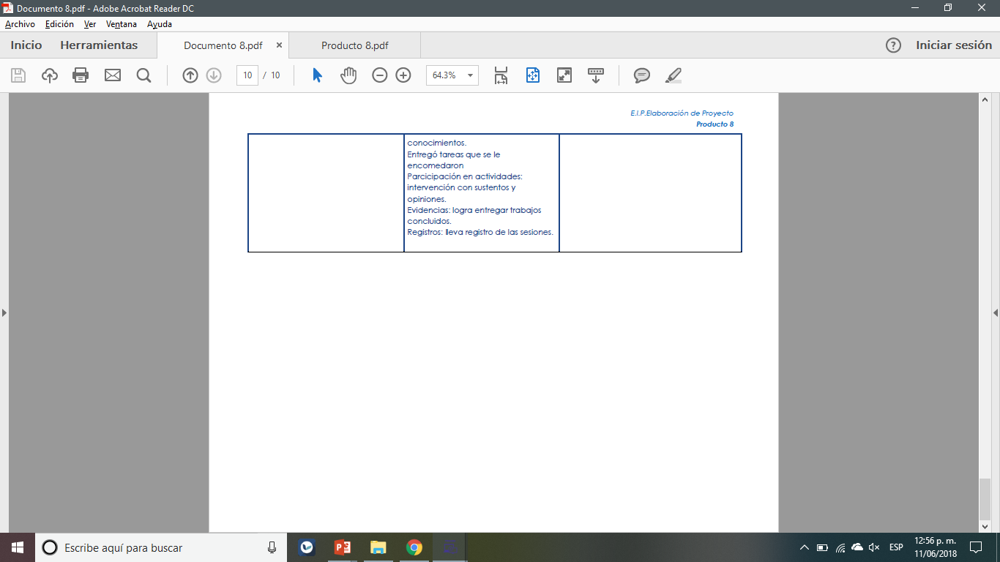 Documento 8.pdf - Adobe Acrobat Reader DC
Archivo Edición Ver Ventana Ayuda
Inicio Herramientas Documento 8.pdf × Producto 8.pdf ? Iniciar sesión
10 / 10 64.3%
E.I.P.Elaboración de Proyecto
Producto 8
conocimientos.
Entregó tareas que se le
encomedaron
Parcicipación en actividades:
intervención con sustentos y
opiniones.
Evidencias: logra entregar trabajos
concluidos.
Registros: lleva registro de las sesiones.
Escribe aquí para buscar
ESP
12:56 p. m.
11/06/2018